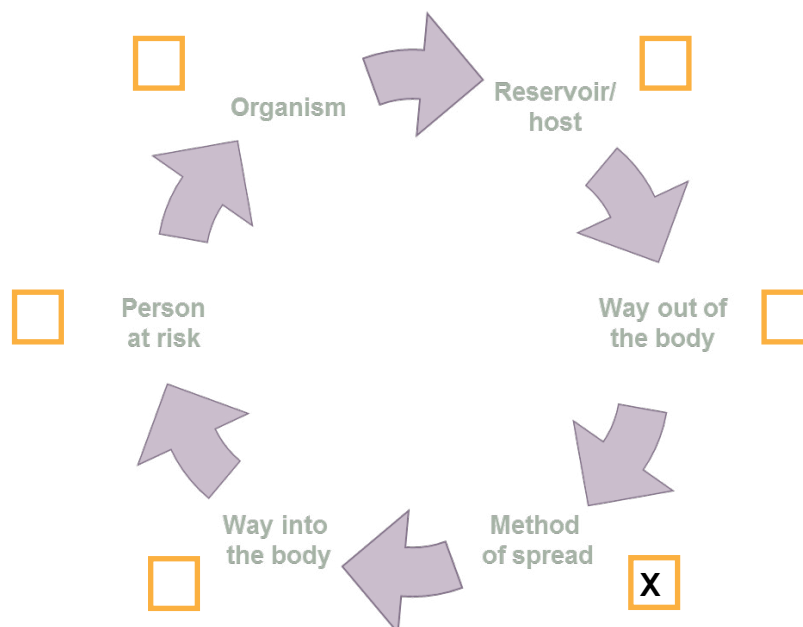 Organism
Reservoir/
host
Way out of
the body
Method
of spread
X
Way into
the body
Person
at risk